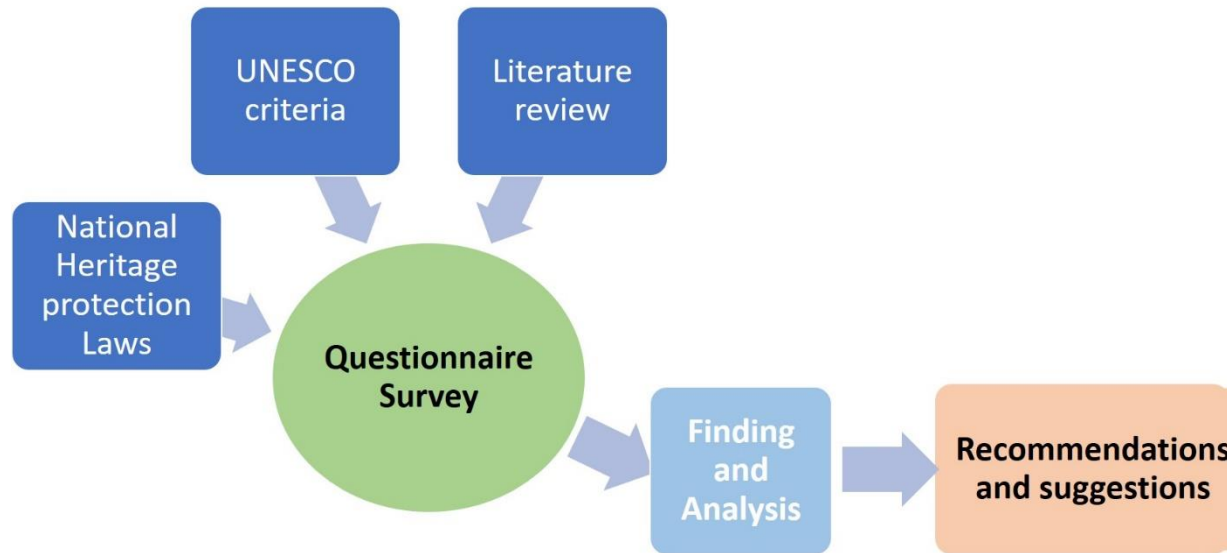 UNESCO
criteria
Literature
review
National
Heritage
protection
Laws
Questionnaire
Survey
Finding
and
Analysis
Recommendations
and suggestions